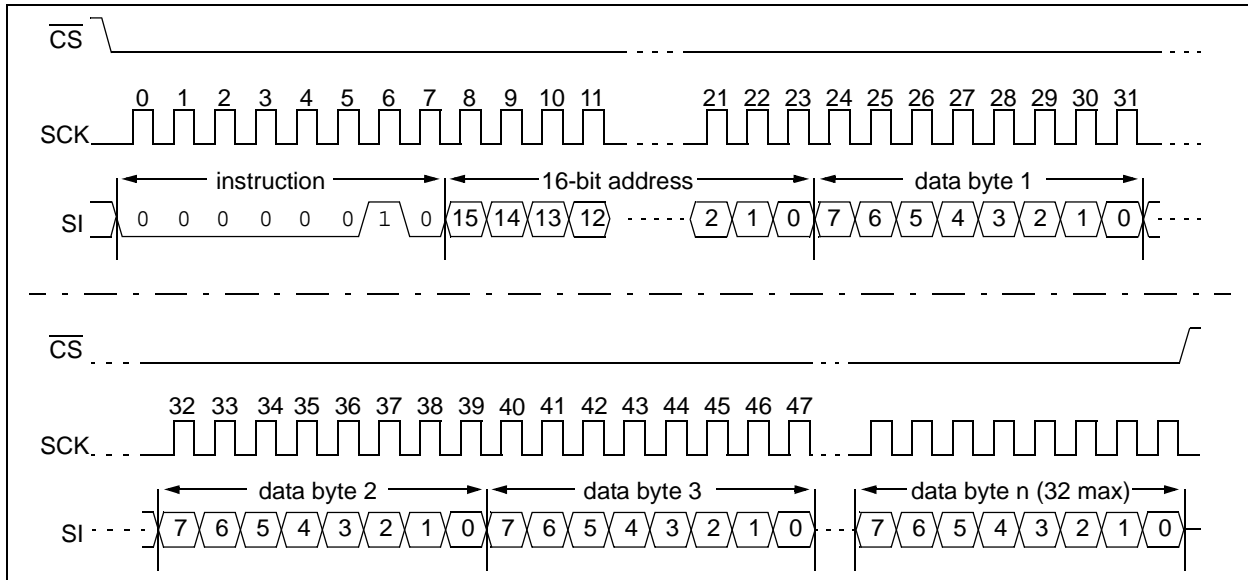 CS
0 1 2 3 4 5 6 7 8 9 10 11 21 22 23 24 25 26 27 28 29 30 31
SCK
instruction 16-bit address data byte 1
SI 0 0 0 0 0 0 1 0 15 14 13 12 2 1 0 7 6 5 4 3 2 1 0
CS
32 33 34 35 36 37 38 39 40 41 42 43 44 45 46 47
SCK
data byte 2 data byte 3 data byte n (32 max)
SI 7 6 5 4 3 2 1 0 7 6 5 4 3 2 1 0 7 6 5 4 3 2 1 0